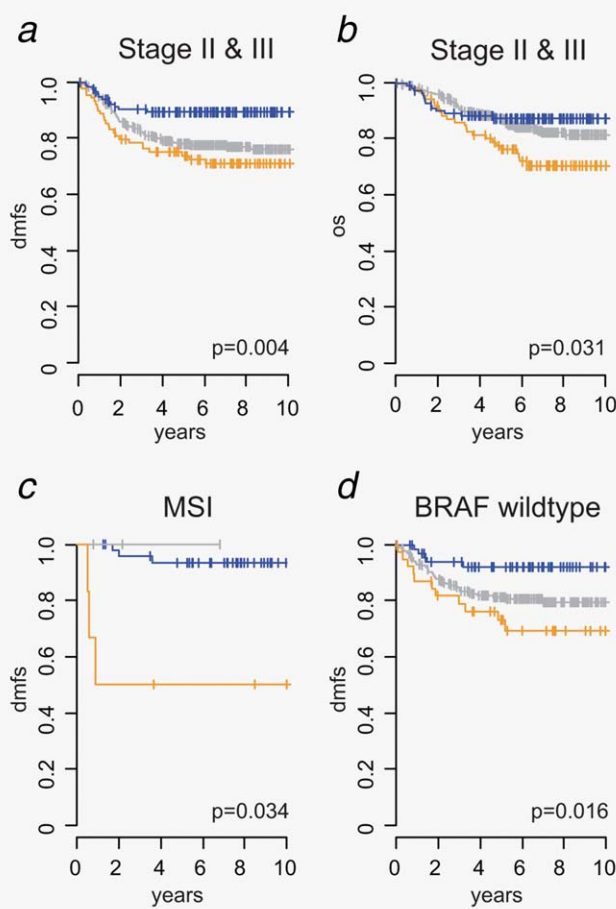 a
Stage II & III
1.0
0.8
0.6
0.4
0.2
0
dmfs
p=0.004
0 2 4 6 8 10
years
b
Stage II & III
1.0
0.8
0.6
0.4
0.2
0
os
p=0.031
0 2 4 6 8 10
years
c
MSI
1.0
0.8
0.6
0.4
0.2
0
dmfs
p=0.034
0 2 4 6 8 10
years
d
BRAF wildtype
1.0
0.8
0.6
0.4
0.2
0
dmfs
p=0.016
0 2 4 6 8 10
years